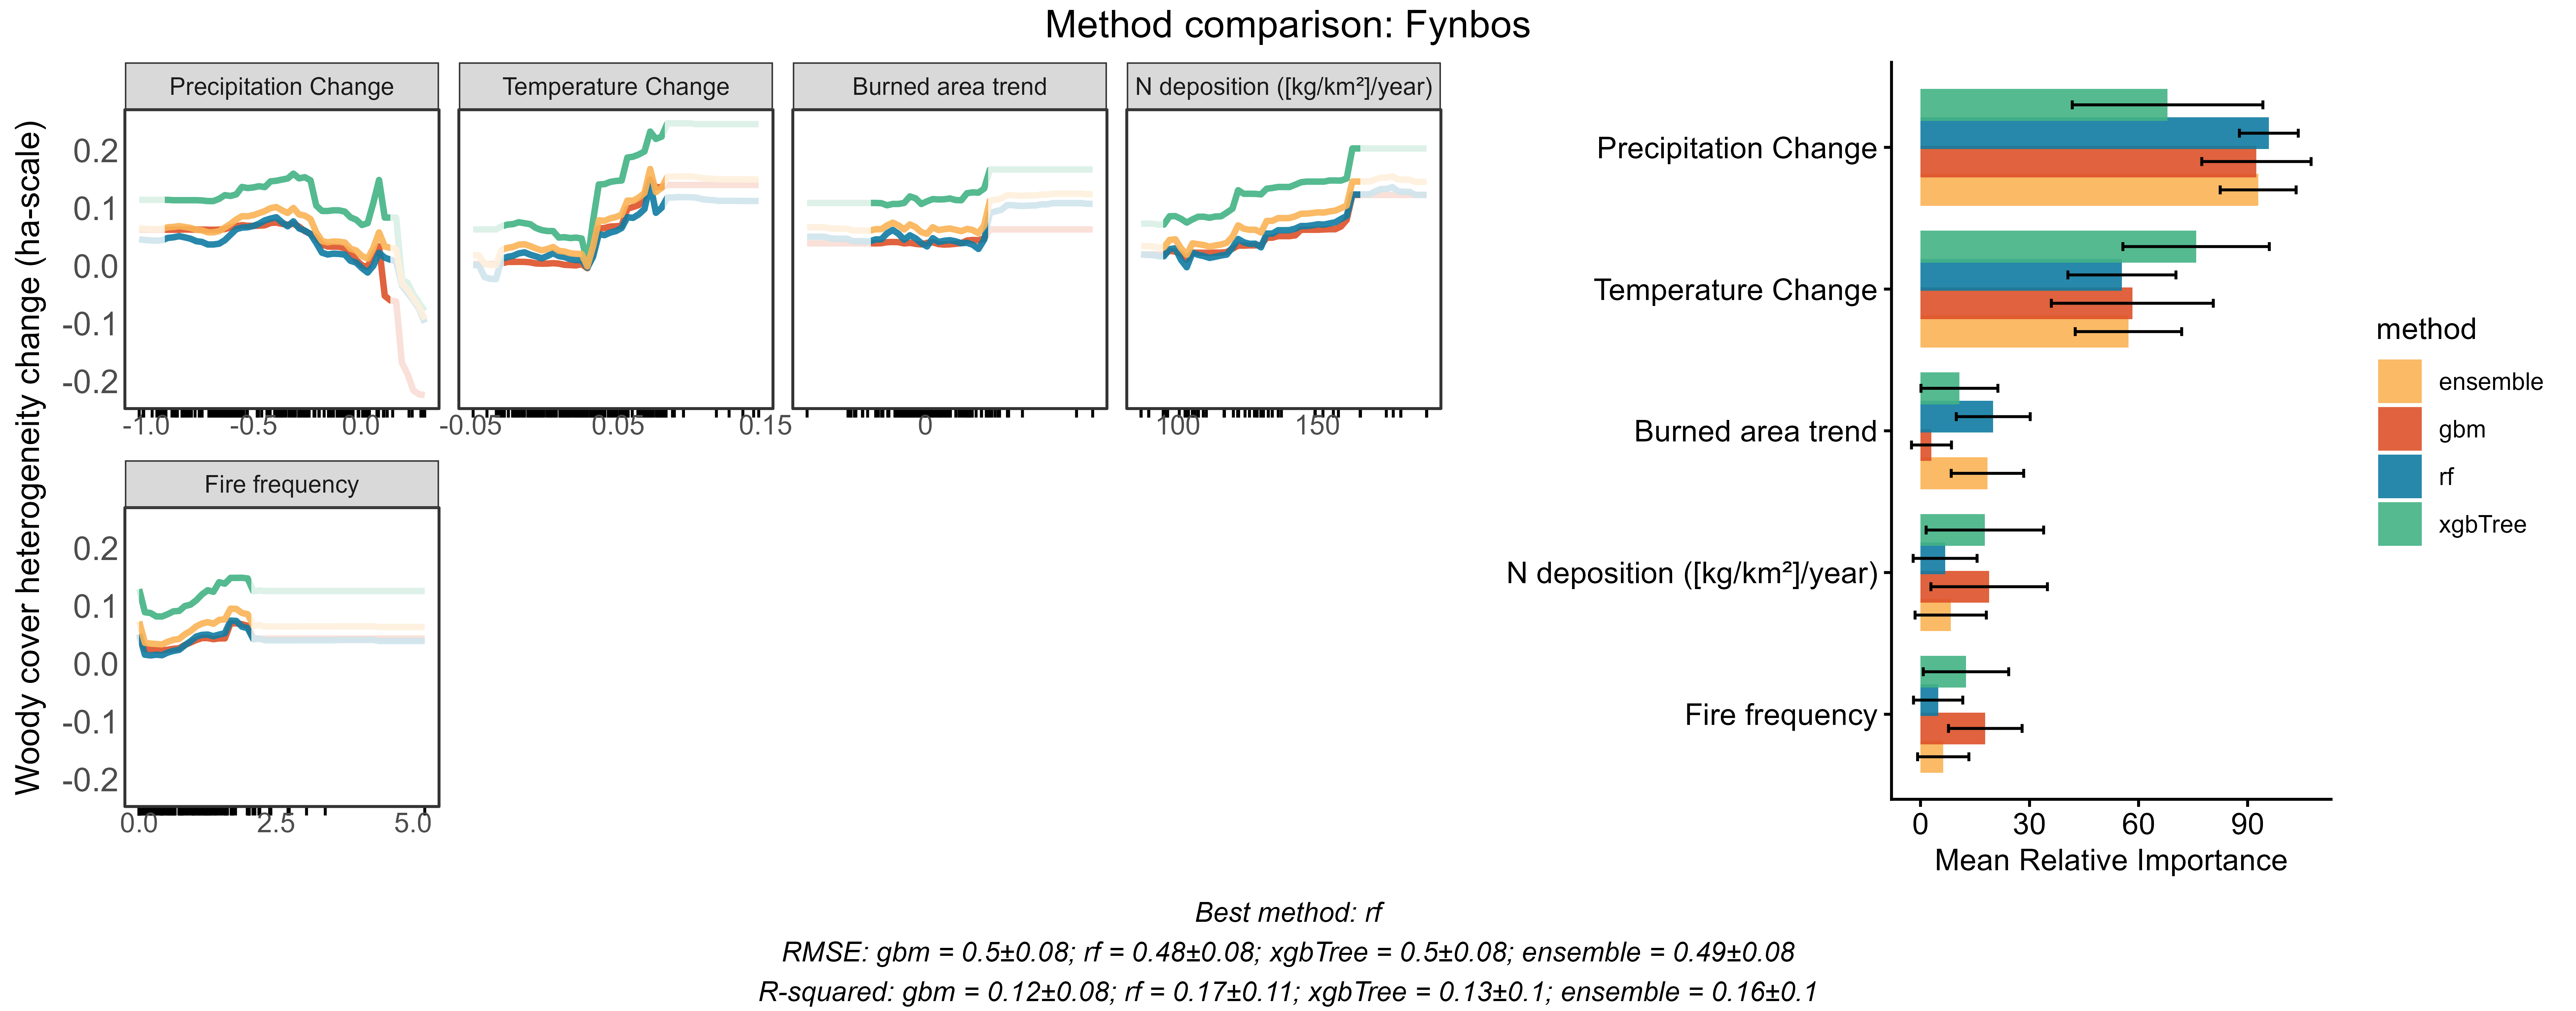 Method comparison: Fynbos
Precipitation Change
Temperature Change
Burned area trend
N deposition ([kg/km²]/year)
Woody cover heterogeneity change (ha-scale)
0.2
0.1
0.0
-0.1
-0.2
-1.0 -0.5 0.0
-0.05 0.05 0.15
0
100 150
Fire frequency
0.2
0.1
0.0
-0.1
-0.2
0.0 2.5 5.0
Precipitation Change
Temperature Change
Burned area trend
N deposition ([kg/km²]/year)
Fire frequency
0 30 60 90
Mean Relative Importance
method
ensemble
gbm
rf
xgbTree
Best method: rf
RMSE: gbm = 0.5±0.08; rf = 0.48±0.08; xgbTree = 0.5±0.08; ensemble = 0.49±0.08
R-squared: gbm = 0.12±0.08; rf = 0.17±0.11; xgbTree = 0.13±0.1; ensemble = 0.16±0.1